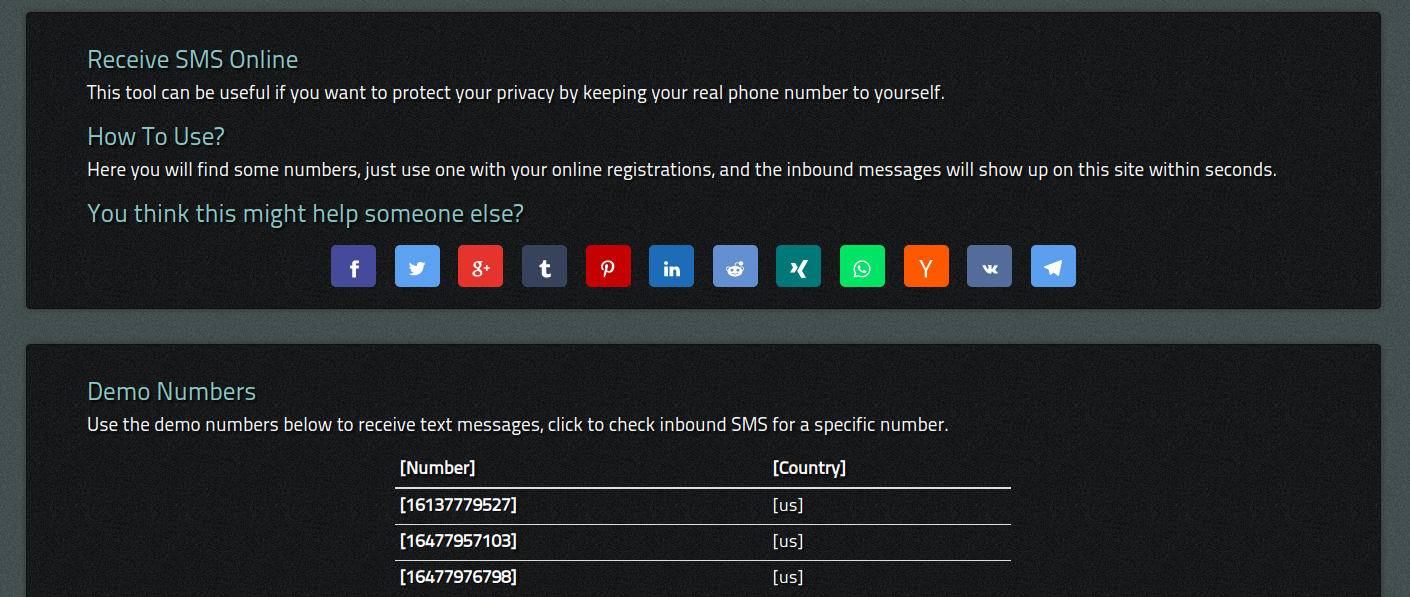 Receive SMS Online
This tool can be useful if you want to protect your privacy by keeping your real phone number to yourself.
How To Use?
Here you will find some numbers, just use one with your online registrations, and the inbound messages will show up on this site within seconds.
You think this might help someone else?
Demo Numbers
Use the demo numbers below to receive text messages, click to check inbound SMS for a specific number.
[Number] [Country]
[16137779527] [us]
[16477957103] [us]
[16477976798] [us]